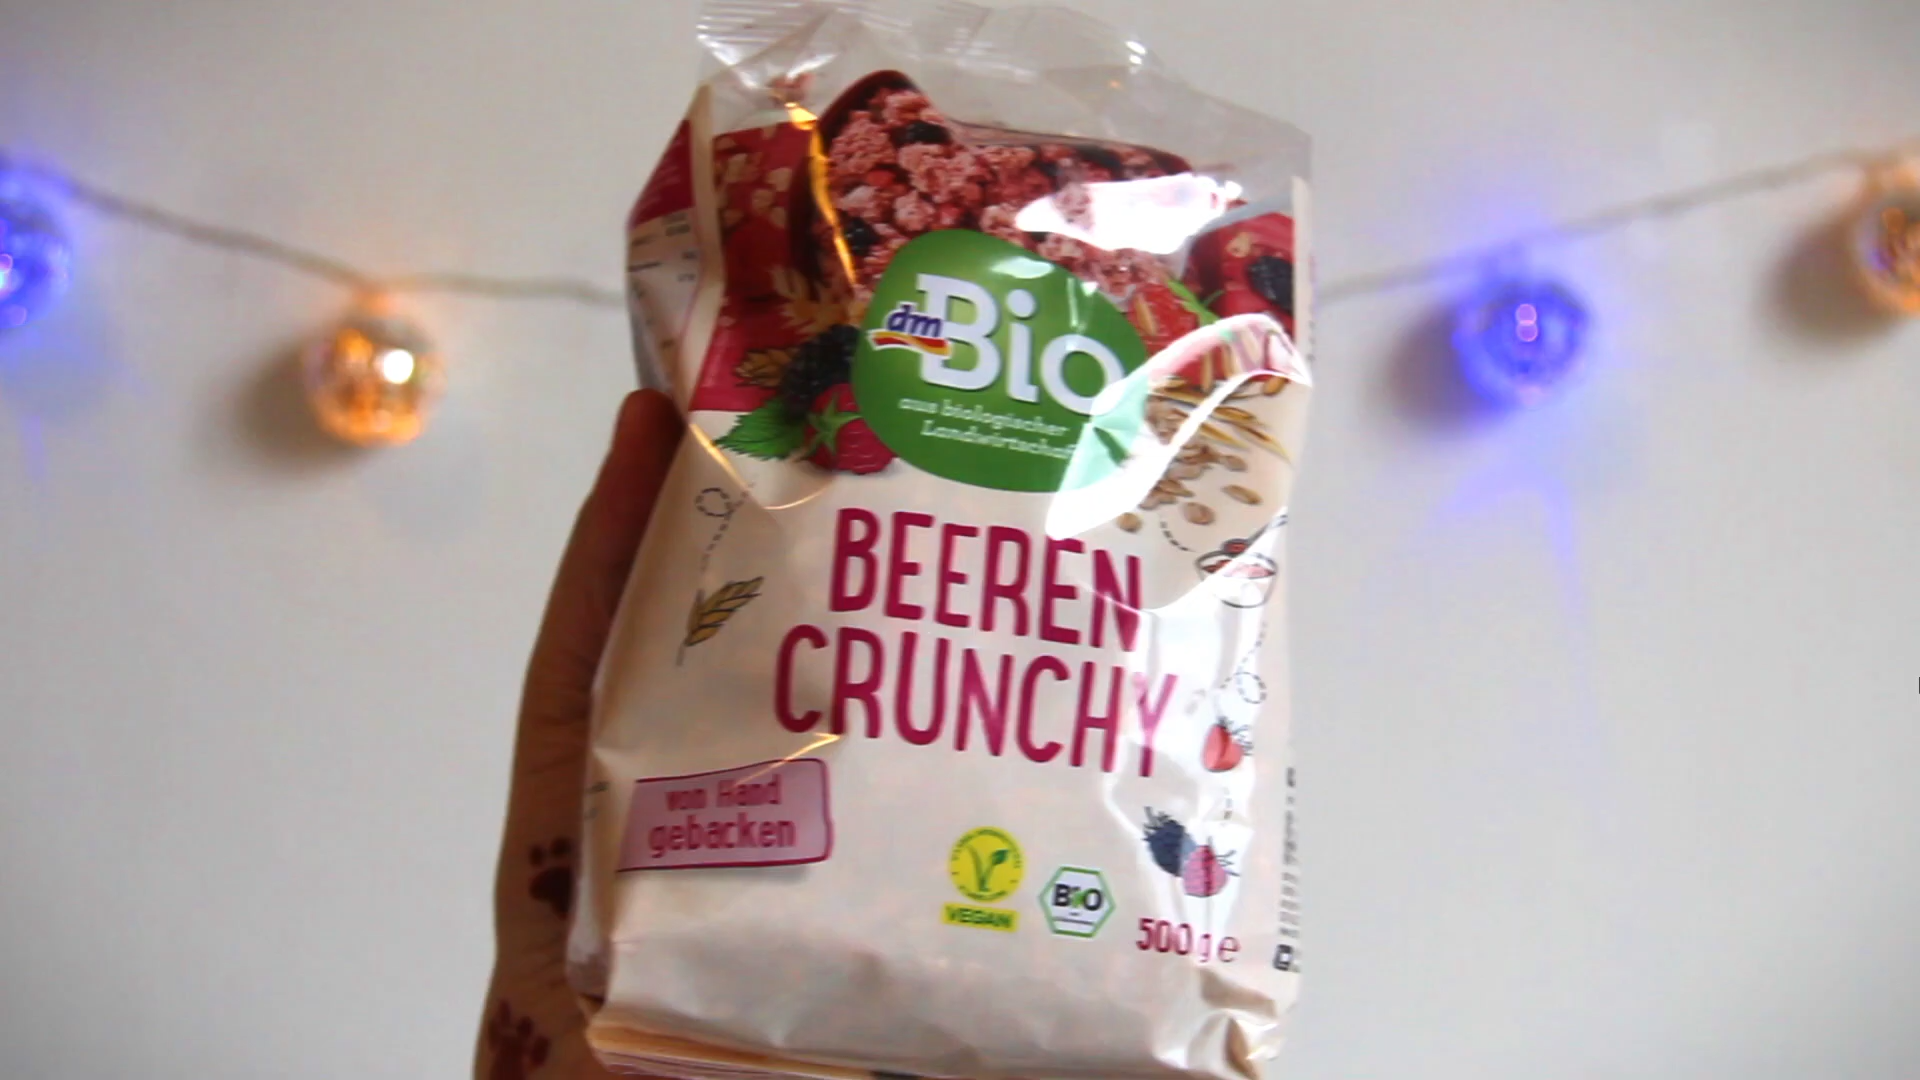 dm
Bio
aus biologischer
Landwirtschaft
BEEREN
CRUNCHY
von Hand
gebacken
VEGAN
BIO
500 g e